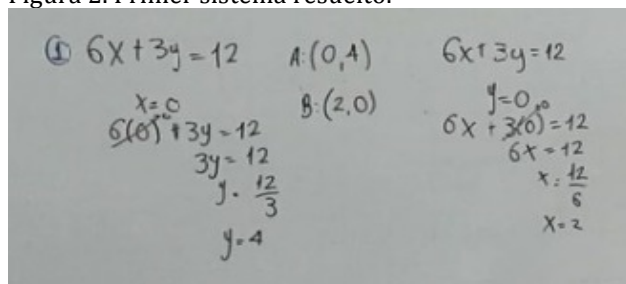 Figura 2. Primer sistema resuelto.
① 6x + 3y = 12
x = 0
6(0) + 3y = 12
3y = 12
y = 12/3
y = 4
A: (0,4)
B: (2,0)
6x + 3y = 12
y = 0
6x + 3(0) = 12
6x = 12
x = 12/6
x = 2